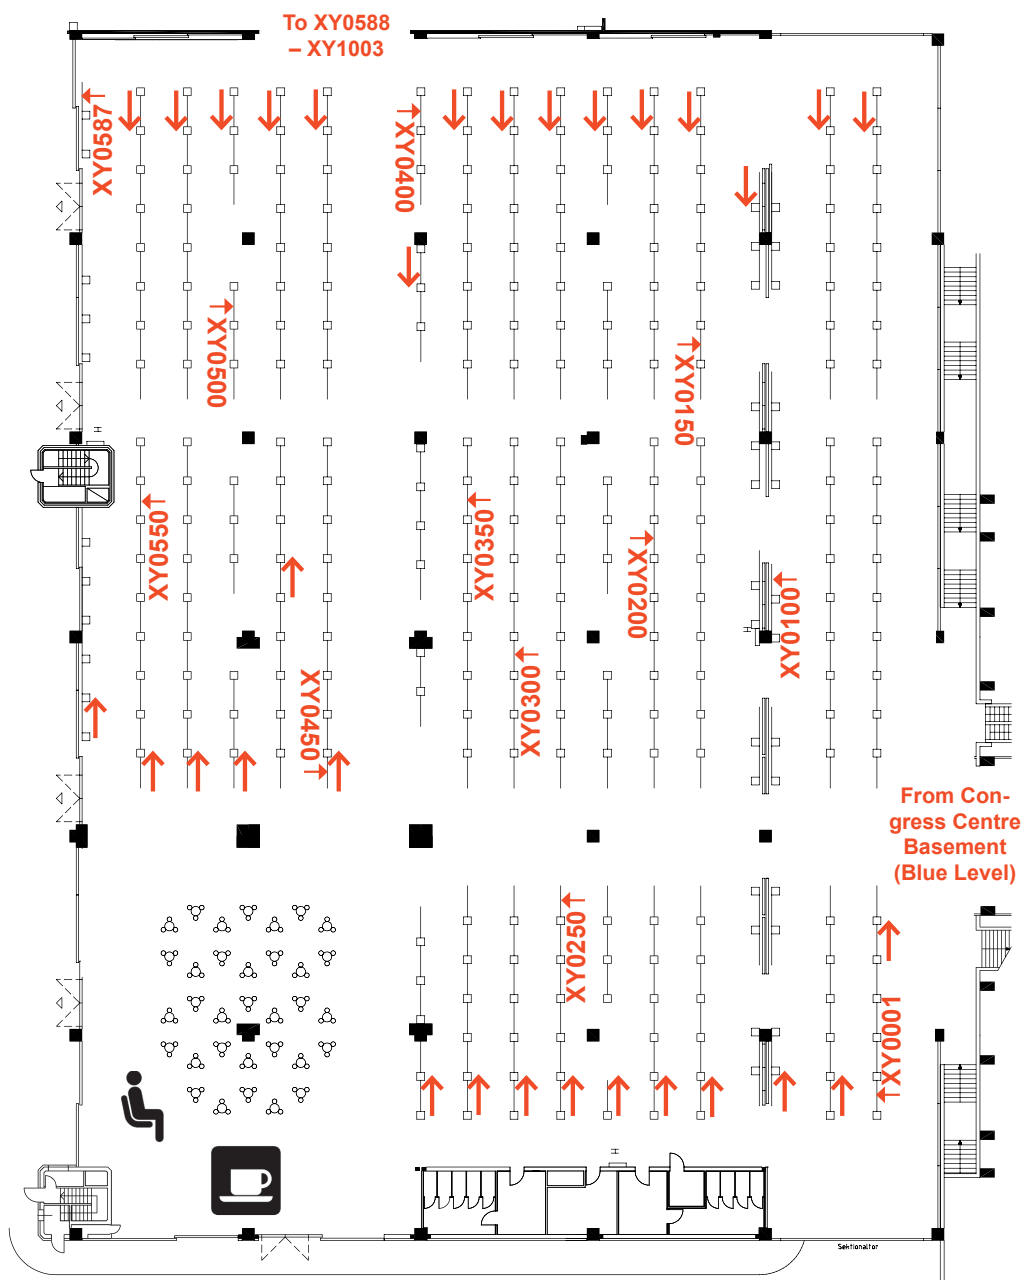 To XY0588
– XY1003
XY0587
XY0400
XY0500
XY0150
XY0550
XY0350
XY0200
XY0100
XY0300
XY0450
From Con-
gress Centre
Basement
(Blue Level)
XY0250
XY0001
Sektionaltor